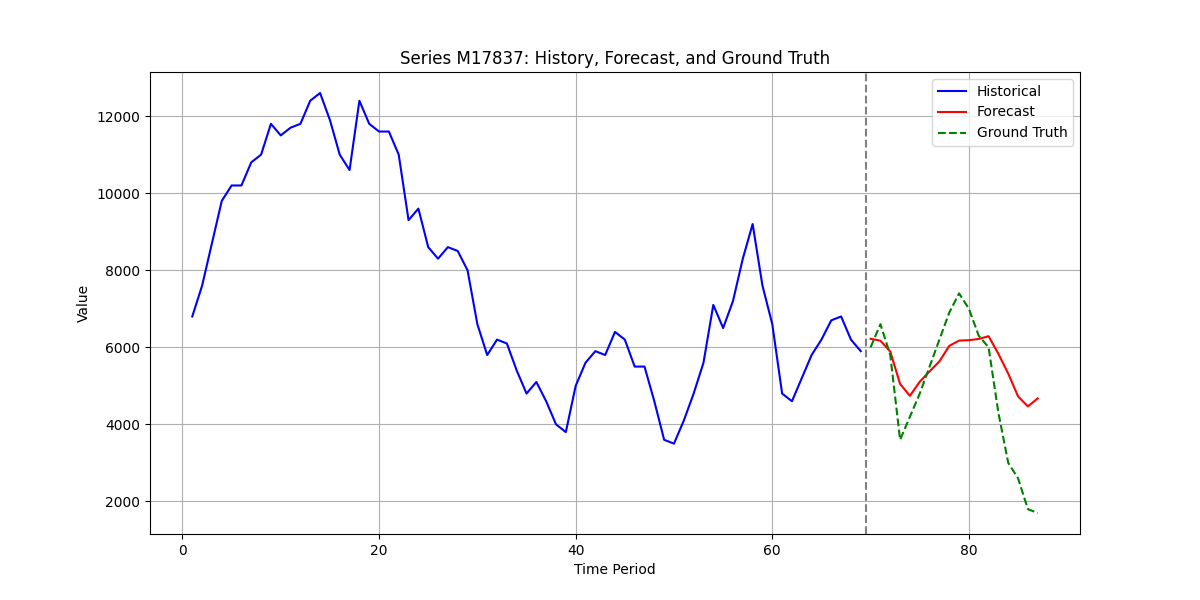 Series M17837: History, Forecast, and Ground Truth
Historical
Forecast
Ground Truth
12000
10000
8000
6000
4000
2000
Value
0 20 40 60 80
Time Period